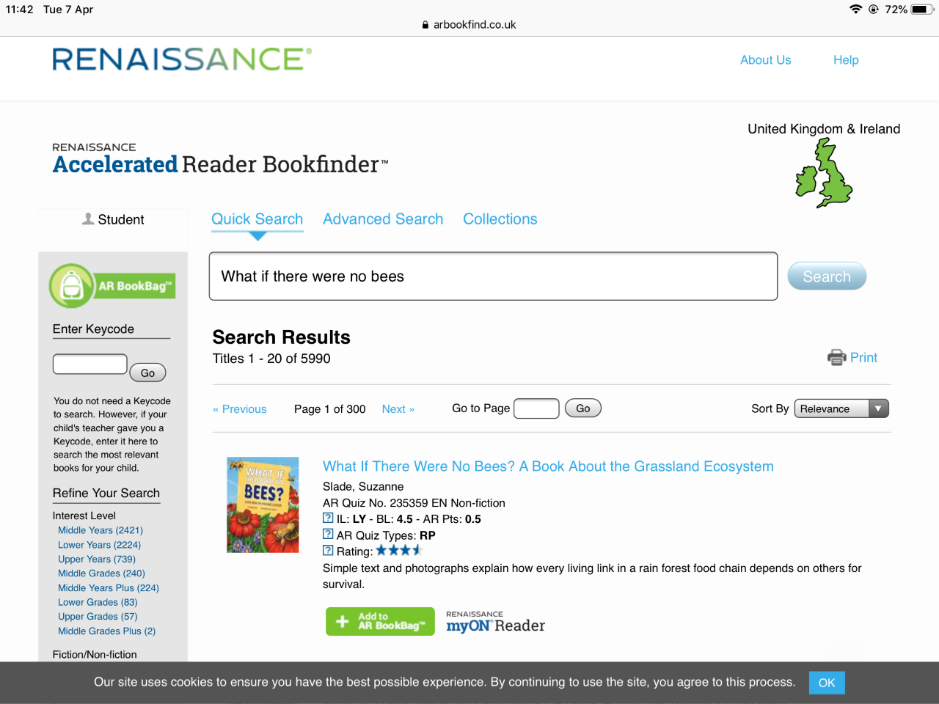 11:42 Tue 7 Apr
72%
arbookfind.co.uk
RENAISSANCE®
About Us
Help
United Kingdom & Ireland
RENAISSANCE
Accelerated Reader Bookfinder™
Student
Quick Search
Advanced Search
Collections
What if there were no bees
Search
AR BookBag™
Enter Keycode
Go
You do not need a Keycode
to search. However, if your
child's teacher gave you a
Keycode, enter it here to
search the most relevant
books for your child.
Refine Your Search
Interest Level
Middle Years (2421)
Lower Years (2224)
Upper Years (739)
Middle Grades (240)
Middle Years Plus (224)
Lower Grades (83)
Upper Grades (57)
Middle Grades Plus (2)
Fiction/Non-fiction
Search Results
Titles 1 - 20 of 5990
Print
« Previous
Page 1 of 300
Next »
Go to Page
Go
Sort By
Relevance
WHAT IF
BEES?
What If There Were No Bees? A Book About the Grassland Ecosystem
Slade, Suzanne
AR Quiz No. 235359 EN Non-fiction
? IL: LY - BL: 4.5 - AR Pts: 0.5
? AR Quiz Types: RP
? Rating:
Simple text and photographs explain how every living link in a rain forest food chain depends on others for
survival.
+ Add to
AR BookBag™
RENAISSANCE
myON® Reader
Our site uses cookies to ensure you have the best possible experience. By continuing to use the site, you agree to this process.
OK